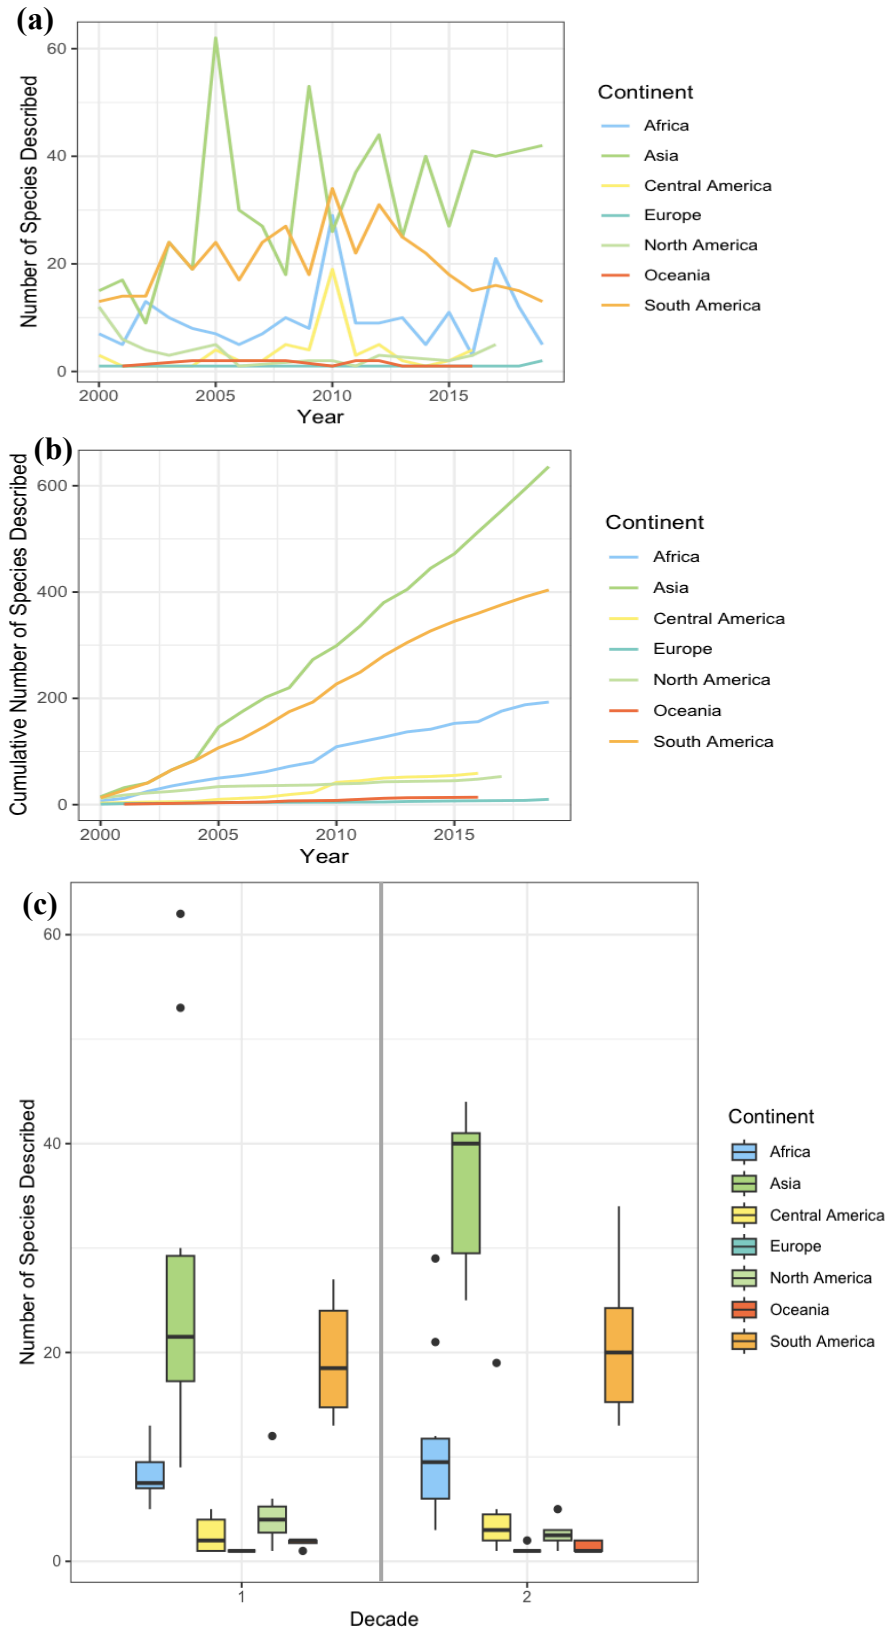 (a)
Number of Species Described
60
40
20
0
2000
2005
2010
2015
Year
Continent
Africa
Asia
Central America
Europe
North America
Oceania
South America
(b)
Cumulative Number of Species Described
600
400
200
0
2000
2005
2010
2015
Year
Continent
Africa
Asia
Central America
Europe
North America
Oceania
South America
(c)
Number of Species Described
60
40
20
0
1
2
Decade
Continent
Africa
Asia
Central America
Europe
North America
Oceania
South America